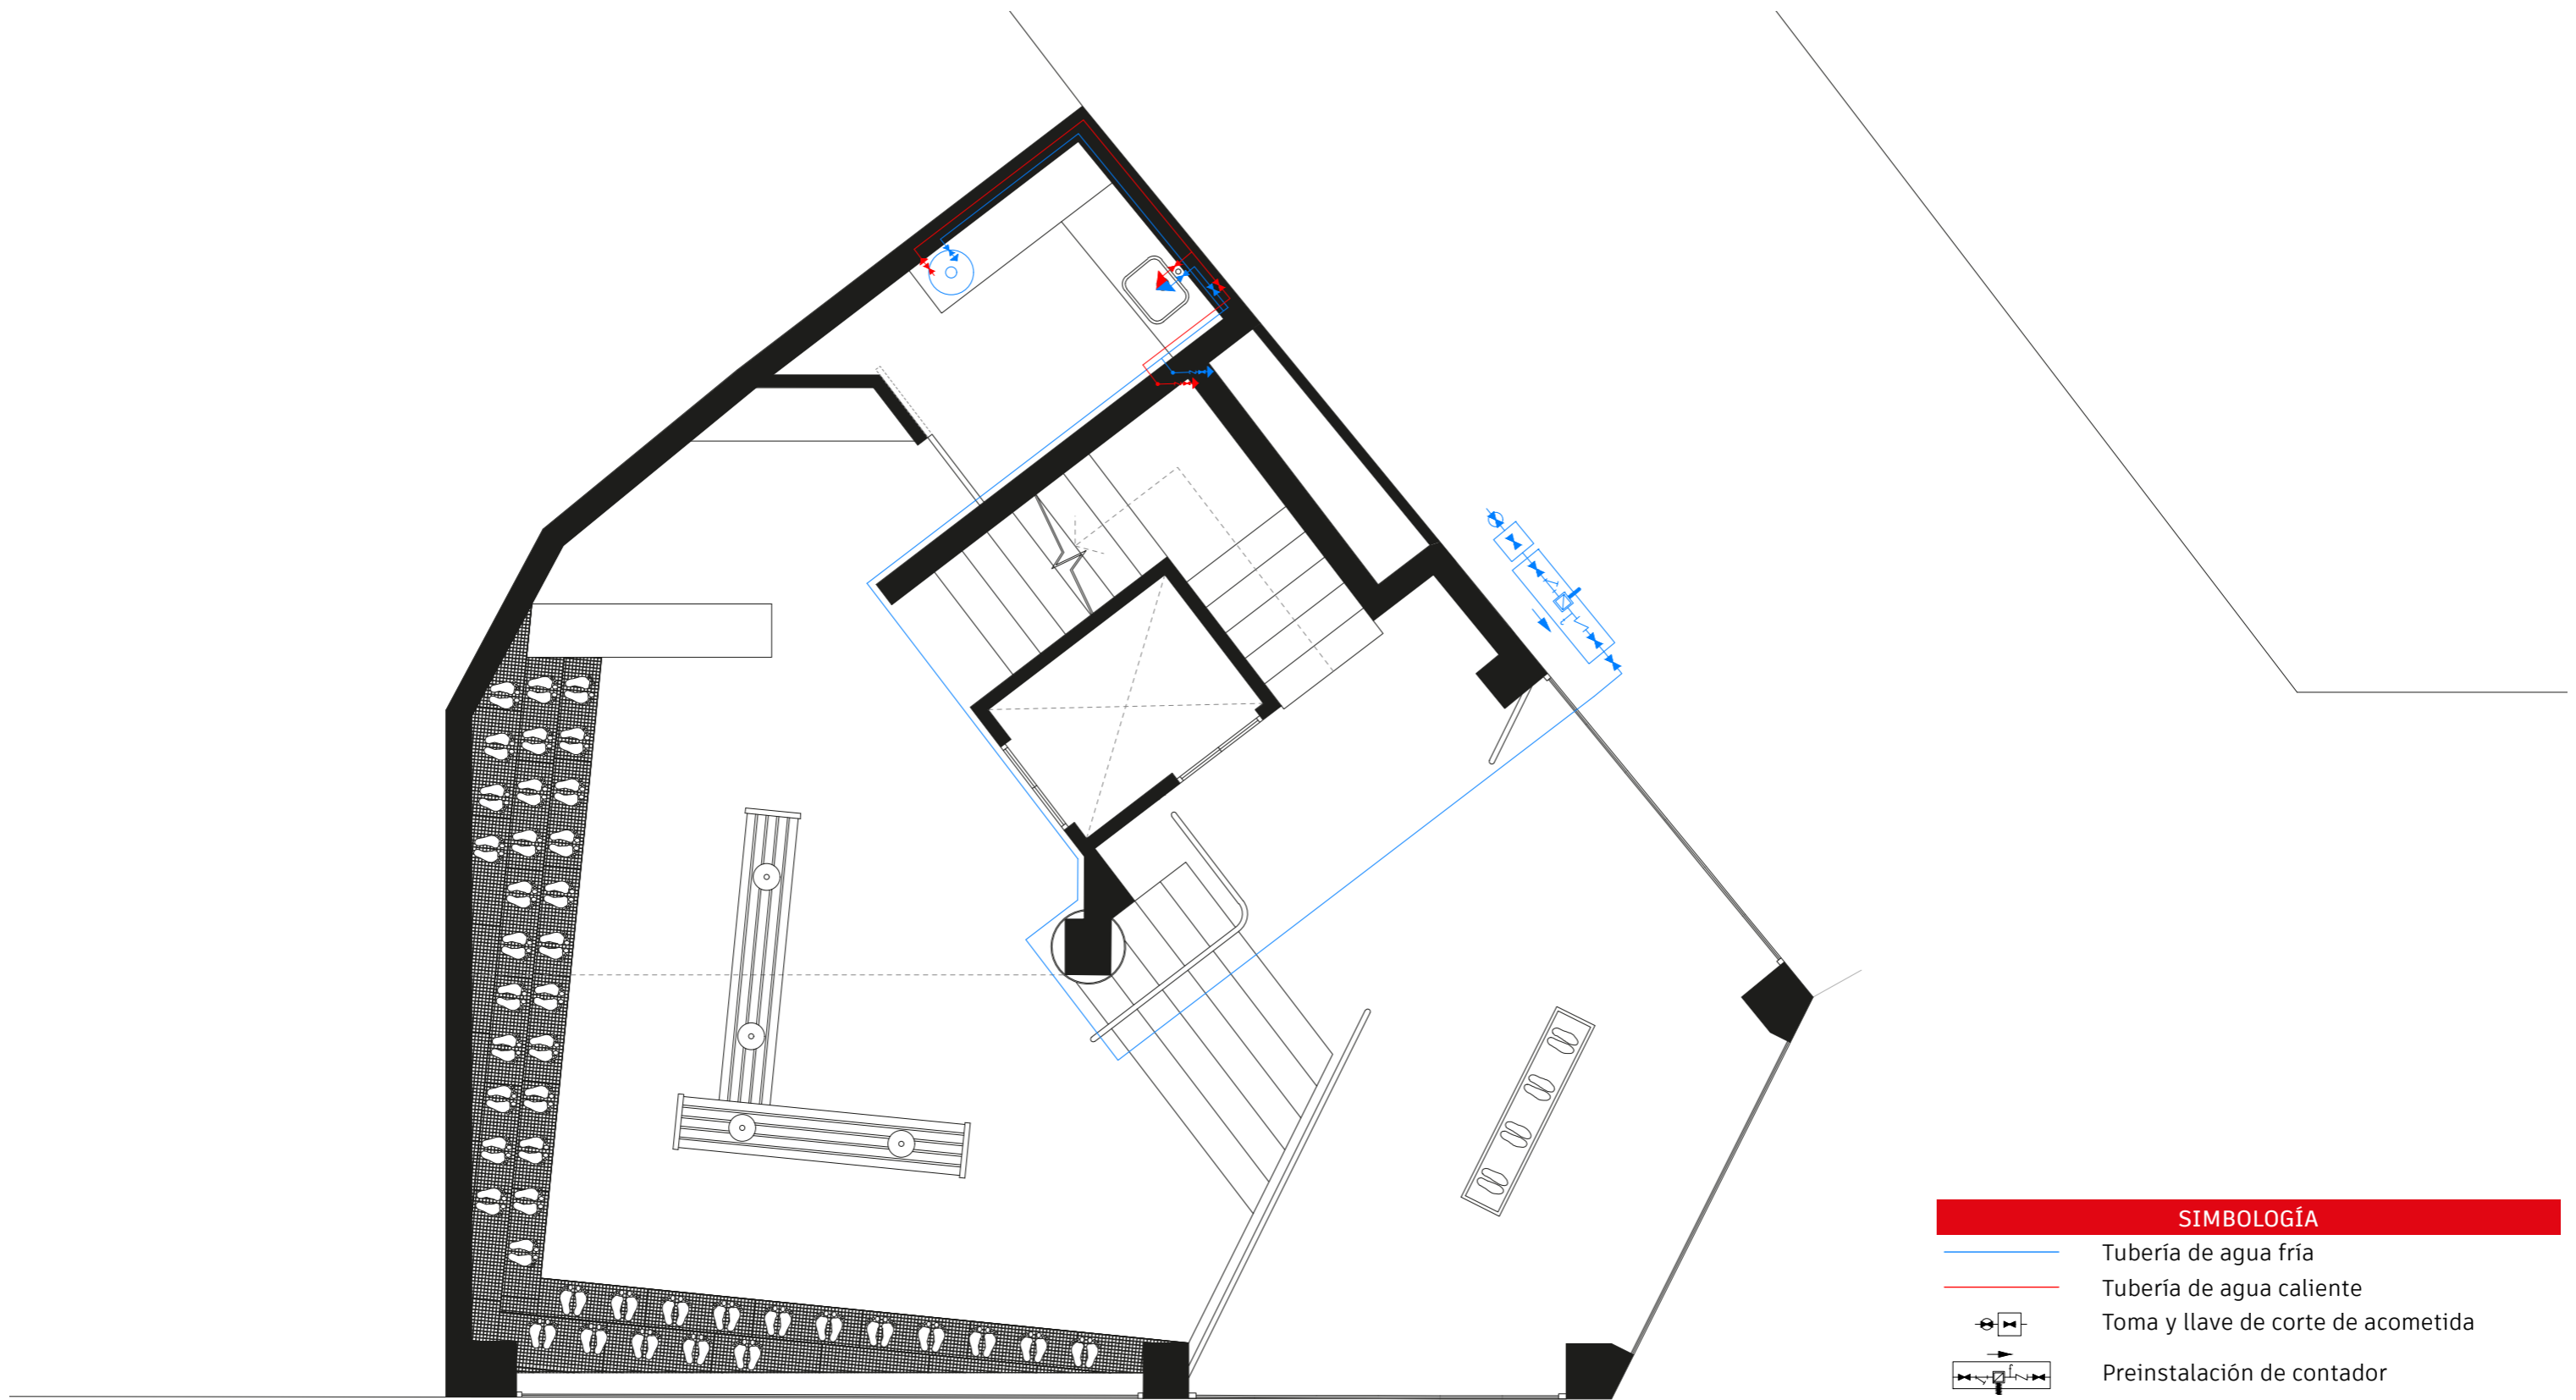 SIMBOLOGÍA
Tubería de agua fría
Tubería de agua caliente
Toma y llave de corte de acometida
Preinstalación de contador